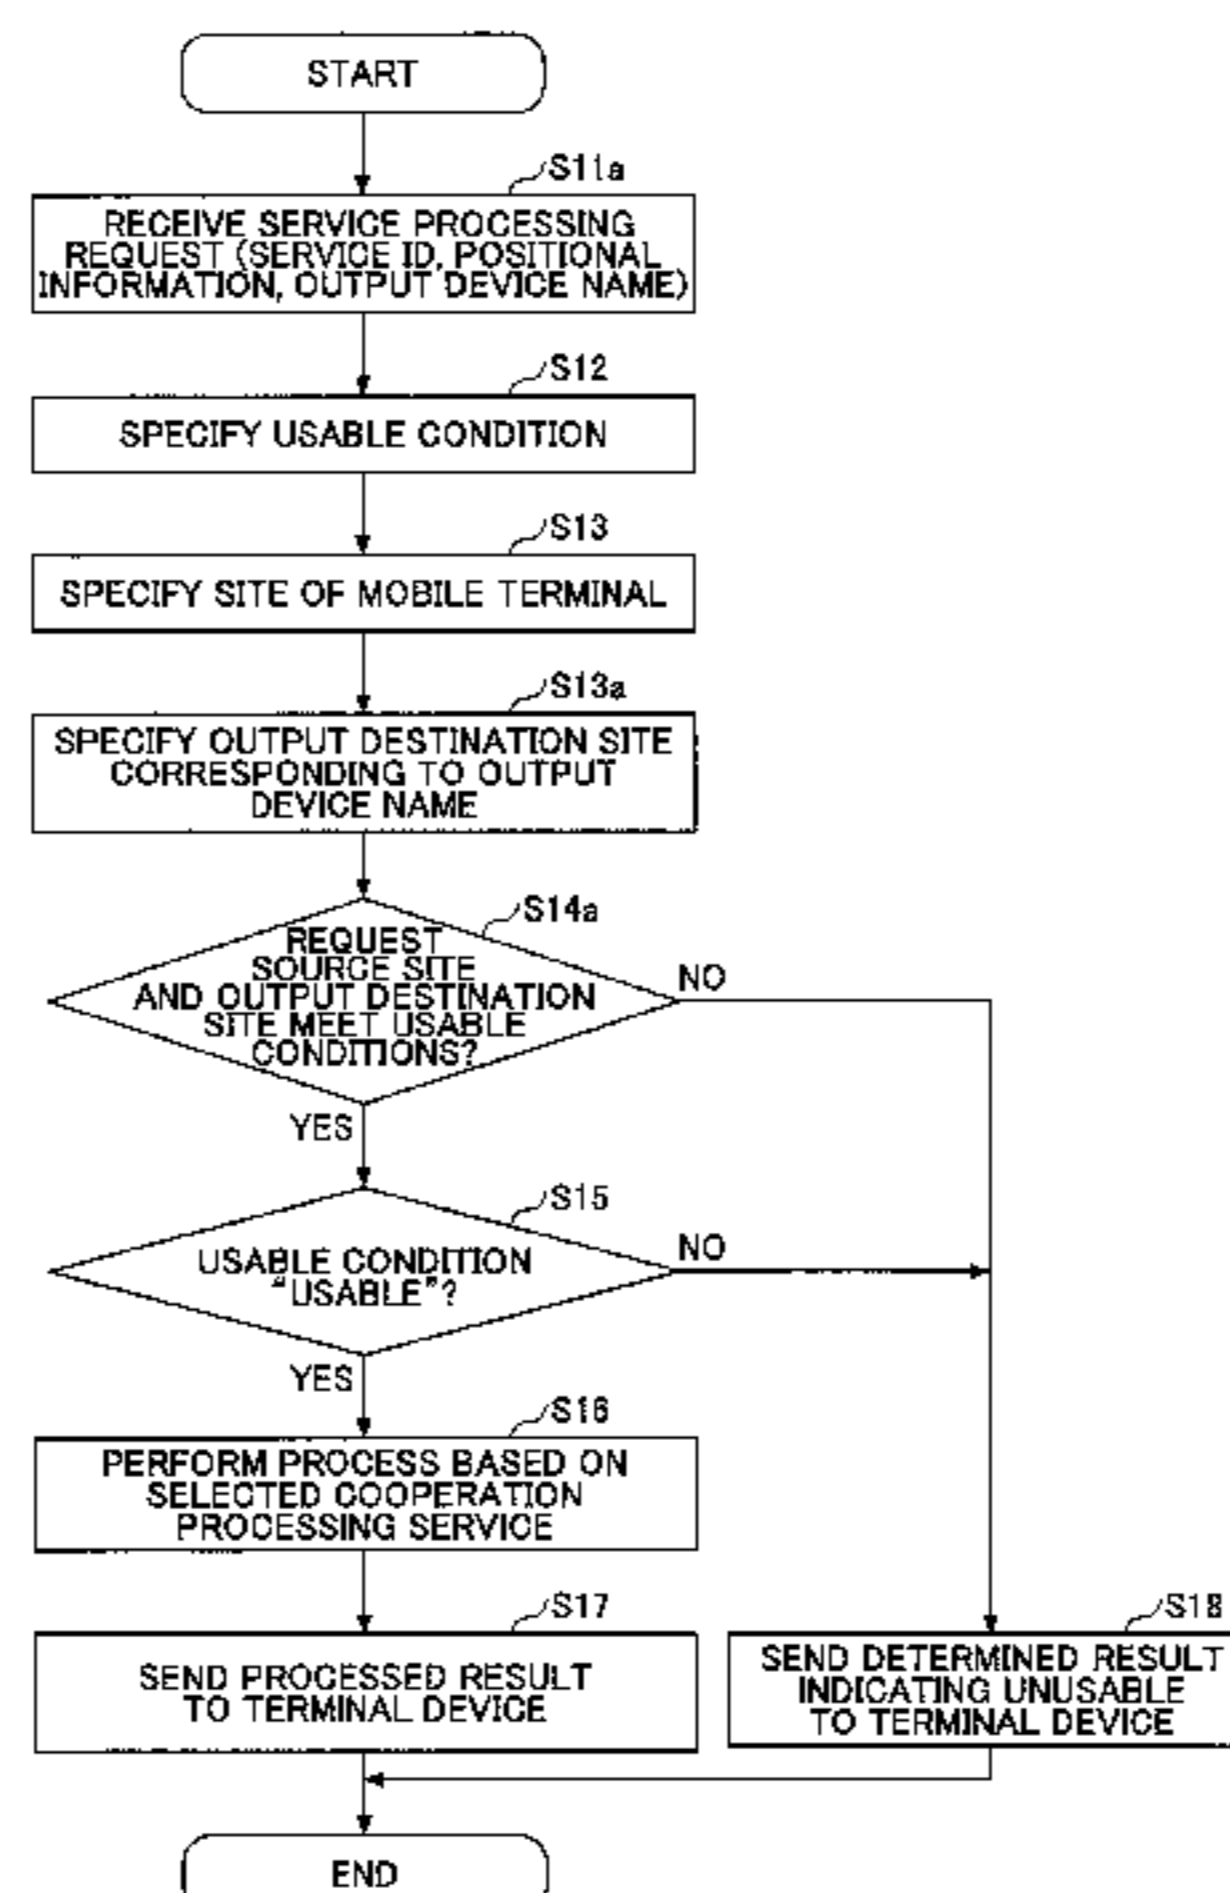 START
S11a
RECEIVE SERVICE PROCESSING
REQUEST (SERVICE ID, POSITIONAL
INFORMATION, OUTPUT DEVICE NAME)
S12
SPECIFY USABLE CONDITION
S13
SPECIFY SITE OF MOBILE TERMINAL
S13a
SPECIFY OUTPUT DESTINATION SITE
CORRESPONDING TO OUTPUT
DEVICE NAME
S14a
REQUEST
SOURCE SITE
AND OUTPUT DESTINATION
SITE MEET USABLE
CONDITIONS?
NO
YES
S15
USABLE CONDITION
"USABLE"?
NO
YES
S16
PERFORM PROCESS BASED ON
SELECTED COOPERATION
PROCESSING SERVICE
S17
SEND PROCESSED RESULT
TO TERMINAL DEVICE
S18
SEND DETERMINED RESULT
INDICATING UNUSABLE
TO TERMINAL DEVICE
END